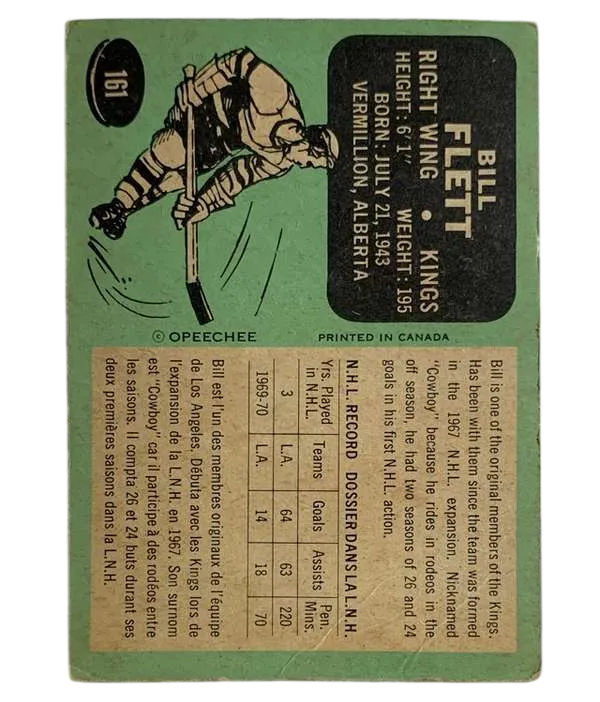 161
BILL
FLETT
RIGHT WING • KINGS
HEIGHT: 6'1" WEIGHT: 195
BORN: JULY 21, 1943
VERMILLION, ALBERTA
© OPEECHEE
PRINTED IN CANADA
Bill is one of the original members of the Kings.
Has been with them since the team was formed
in the 1967 N.H.L. expansion. Nicknamed
"Cowboy" because he rides in rodeos in the
off season, he had two seasons of 26 and 24
goals in his first N.H.L. action.
N.H.L. RECORD DOSSIER DANS LA L.N.H.
Yrs. Played in N.H.L. Teams Goals Assists Pen. Mins.
3 L.A. 64 63 220
1969-70 L.A. 14 18 70
Bill est l'un des membres originaux de l'équipe
de Los Angeles. Débuta avec les Kings lors de
l'expansion de la L.N.H. en 1967. Son surnom
est "Cowboy" car il participe à des rodéos entre
les saisons. Il compta 26 et 24 buts durant ses
deux premières saisons dans la L.N.H.